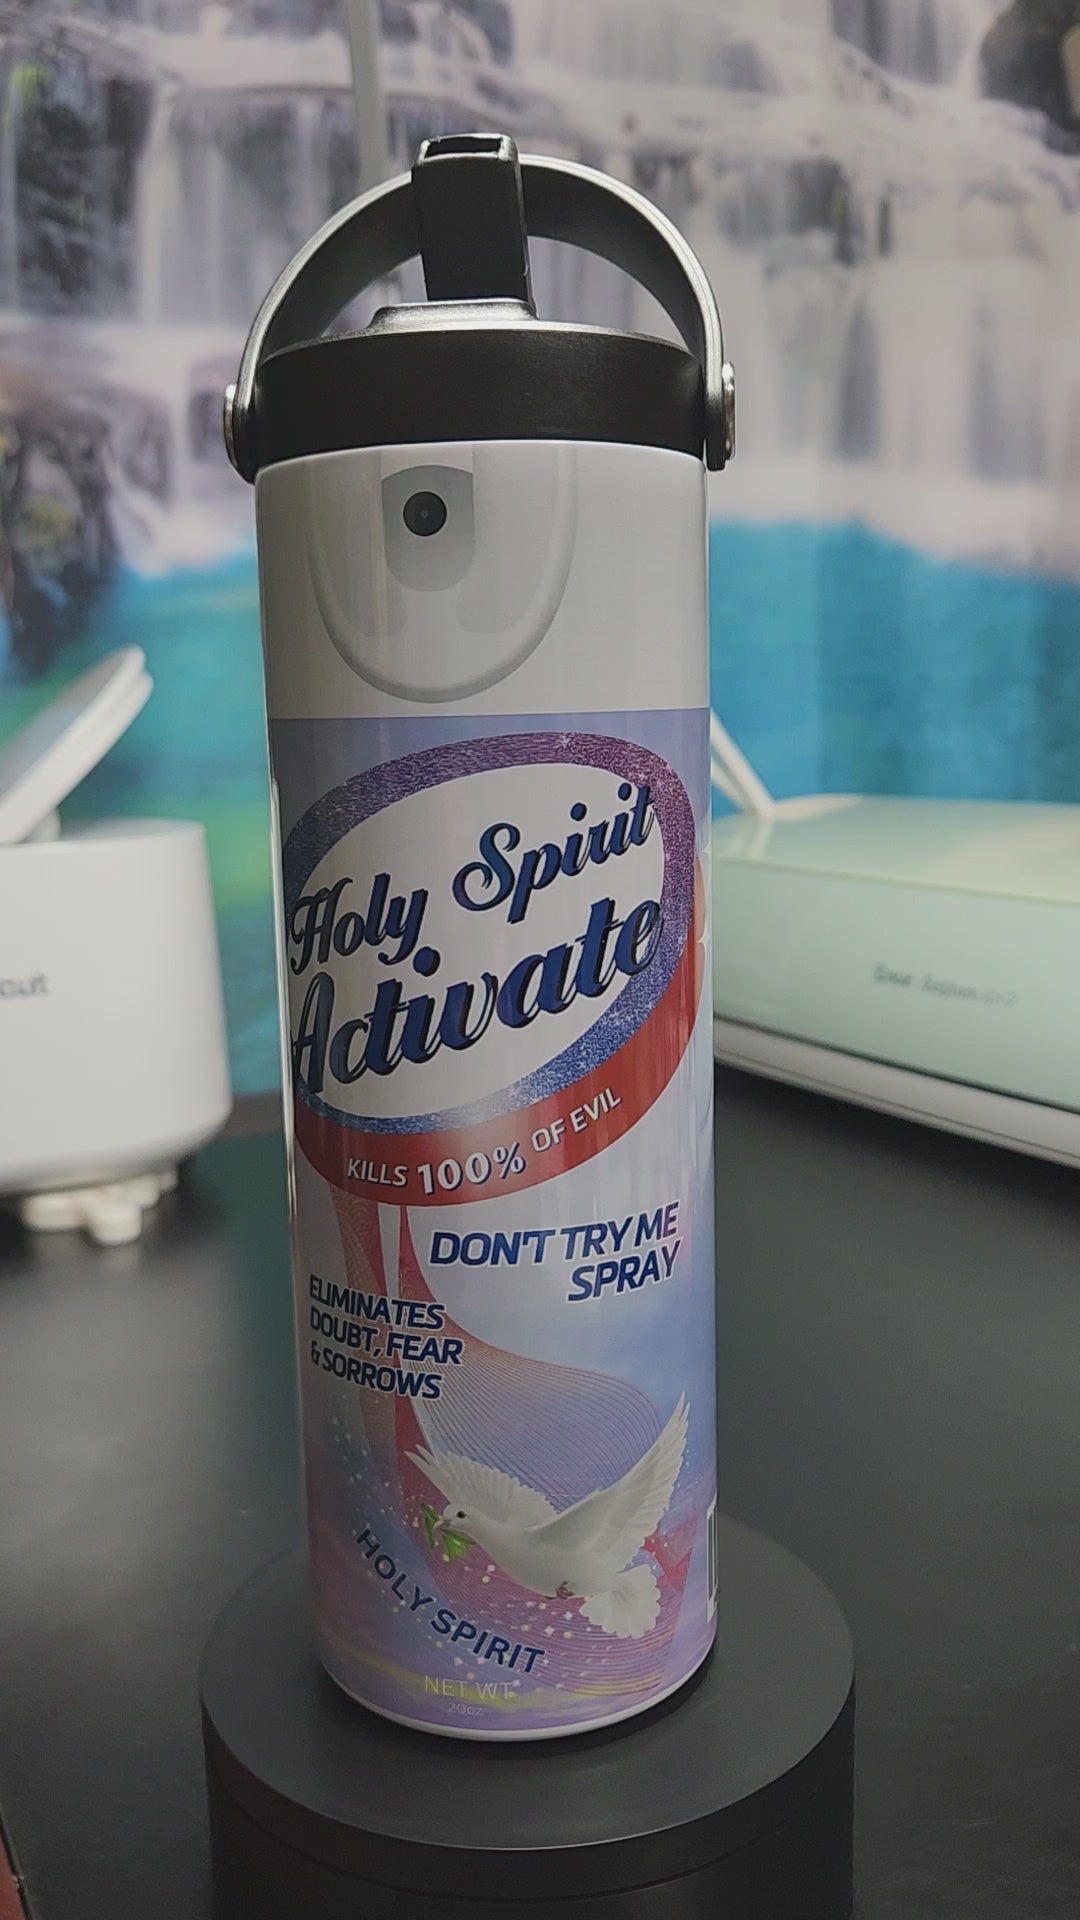 Holy Spirit
Activate
KILLS 100% OF EVIL
DON'T TRY ME
SPRAY
ELIMINATES
DOUBT, FEAR
& SORROWS
HOLY SPIRIT
NET WT
20oz